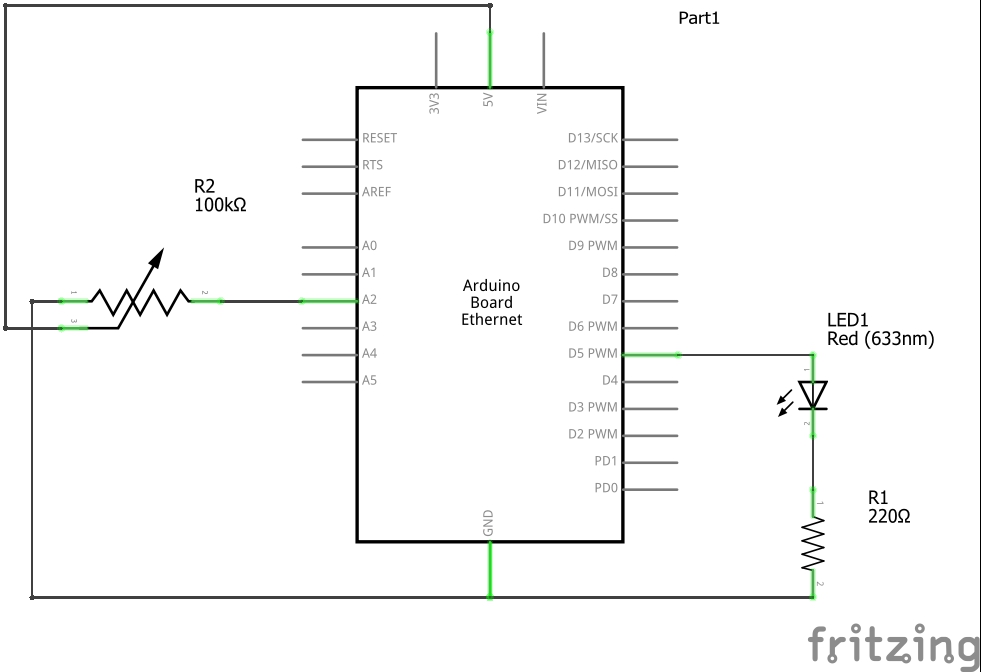 Part1
3V3
5V
VIN
RESET
RTS
AREF
A0
A1
A2
A3
A4
A5
D13/SCK
D12/MISO
D11/MOSI
D10 PWM/SS
D9 PWM
D8
D7
D6 PWM
D5 PWM
D4
D3 PWM
D2 PWM
PD1
PD0
Arduino
Board
Ethernet
GND
R2
100kΩ
1
2
3
LED1
Red (633nm)
1
2
R1
220Ω
1
2
fritzing